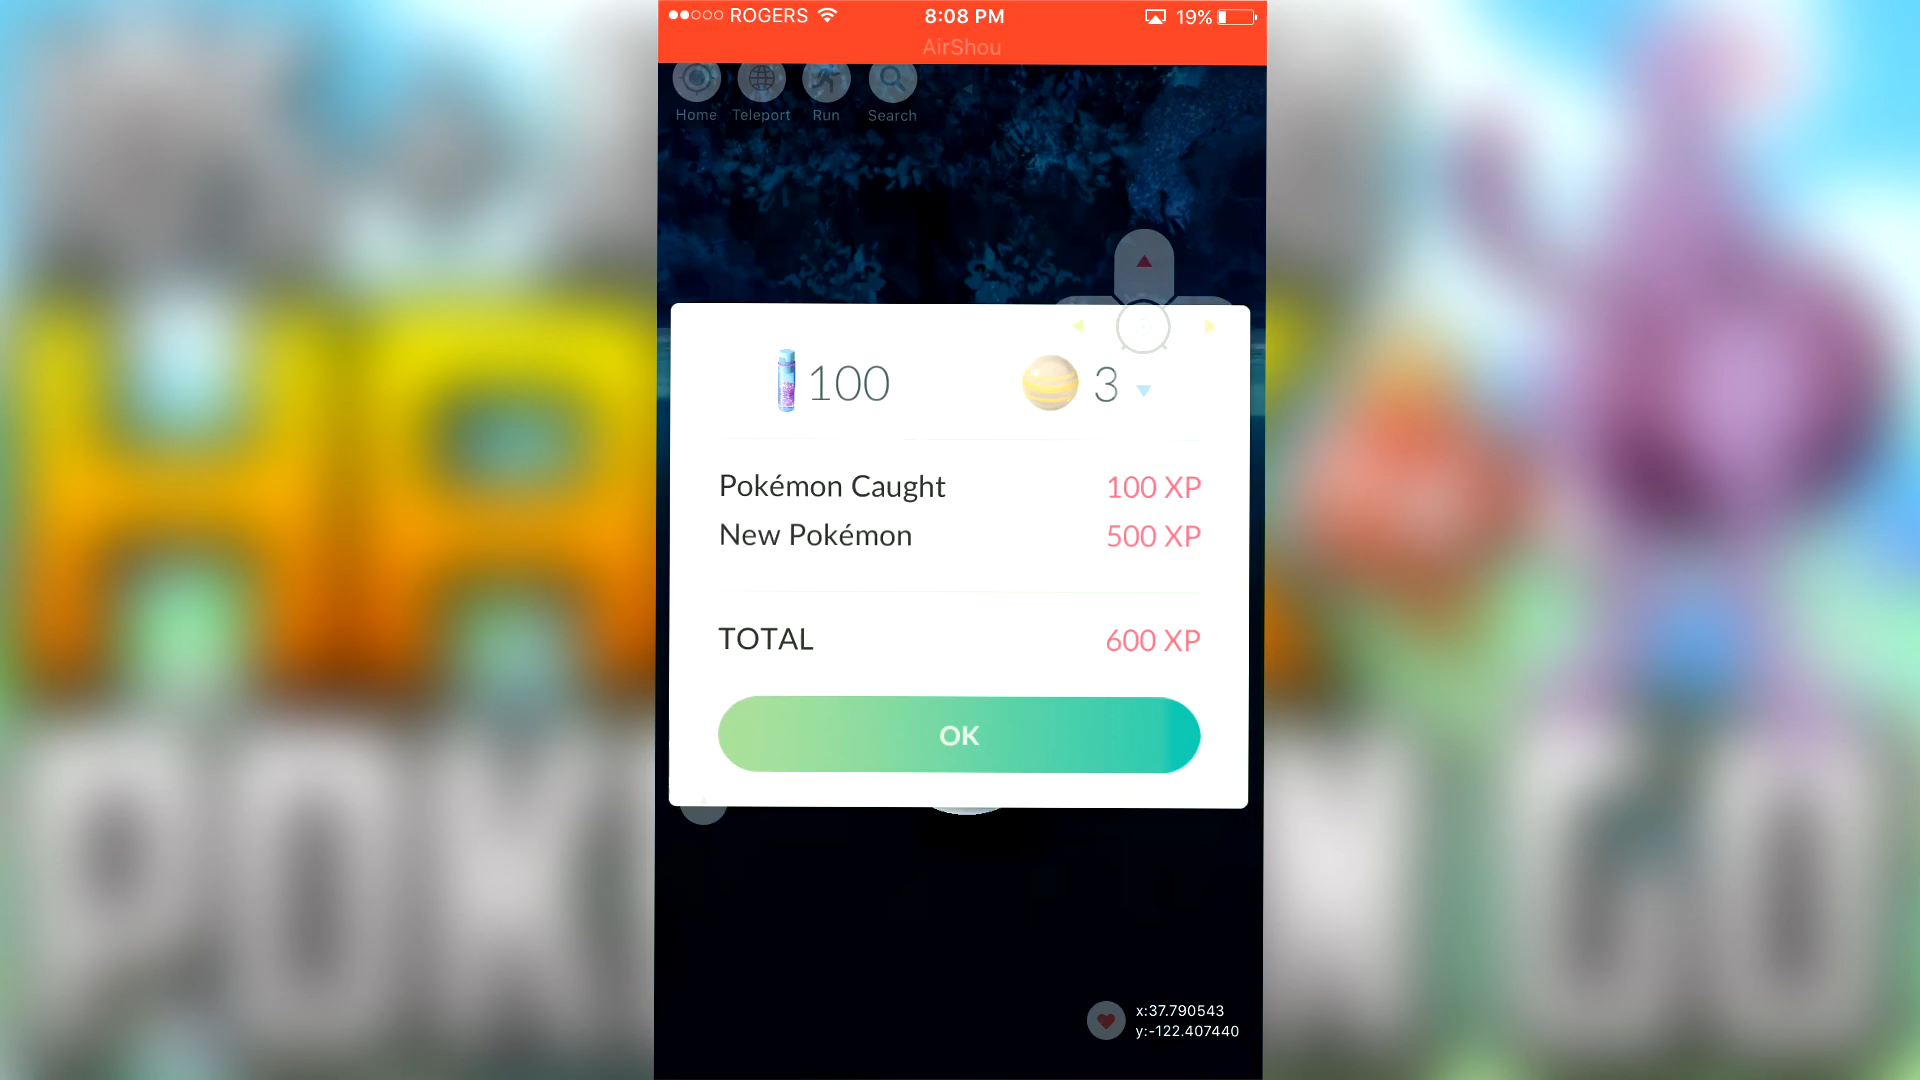 ROGERS 8:08 PM 19%
AirShou
Home Teleport Run Search
100 3
Pokémon Caught 100 XP
New Pokémon 500 XP
TOTAL 600 XP
OK
x:37.790543
y:-122.407440